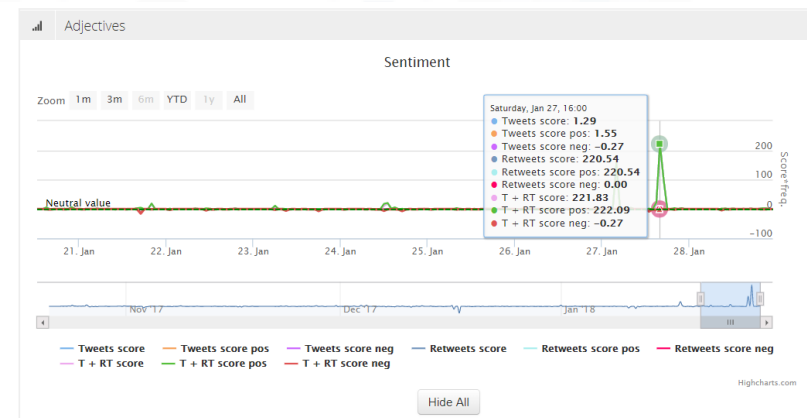 Adjectives
Sentiment
Zoom 1m 3m 6m YTD 1y All
Saturday, Jan 27, 16:00
Tweets score: 1.29
Tweets score pos: 1.55
Tweets score neg: −0.27
Retweets score: 220.54
Retweets score pos: 220.54
Retweets score neg: 0.00
T + RT score: 221.83
T + RT score pos: 222.09
T + RT score neg: −0.27
200
100
0
−100
Score*freq.
Neutral value
21. Jan 22. Jan 23. Jan 24. Jan 25. Jan 26. Jan 27. Jan 28. Jan
Nov '17 Dec '17 Jan '18
Tweets score Tweets score pos Tweets score neg Retweets score Retweets score pos Retweets score neg
T + RT score T + RT score pos T + RT score neg
Highcharts.com
Hide All